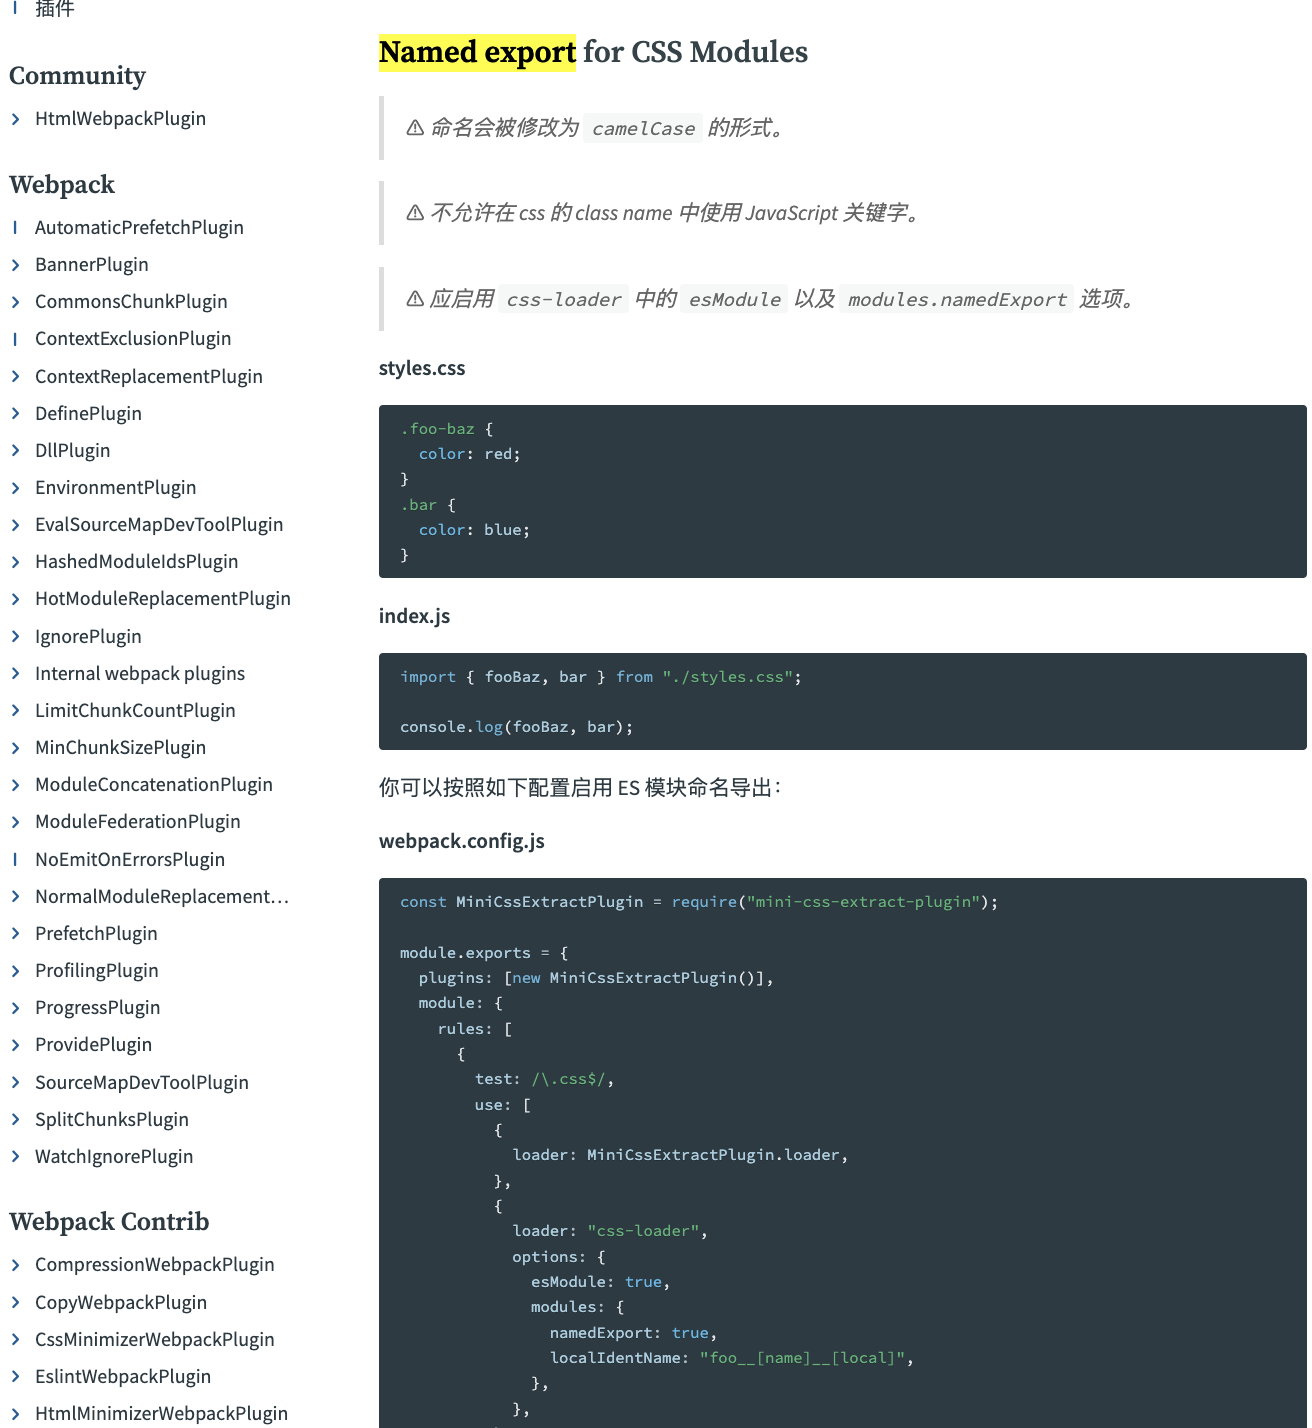 插件
Community
HtmlWebpackPlugin
Webpack
AutomaticPrefetchPlugin
BannerPlugin
CommonsChunkPlugin
ContextExclusionPlugin
ContextReplacementPlugin
DefinePlugin
DllPlugin
EnvironmentPlugin
EvalSourceMapDevToolPlugin
HashedModuleIdsPlugin
HotModuleReplacementPlugin
IgnorePlugin
Internal webpack plugins
LimitChunkCountPlugin
MinChunkSizePlugin
ModuleConcatenationPlugin
ModuleFederationPlugin
NoEmitOnErrorsPlugin
NormalModuleReplacement...
PrefetchPlugin
ProfilingPlugin
ProgressPlugin
ProvidePlugin
SourceMapDevToolPlugin
SplitChunksPlugin
WatchIgnorePlugin
Webpack Contrib
CompressionWebpackPlugin
CopyWebpackPlugin
CssMinimizerWebpackPlugin
EslintWebpackPlugin
HtmlMinimizerWebpackPlugin
Named export for CSS Modules
⚠ 命名会被修改为 camelCase 的形式。
⚠ 不允许在 css 的 class name 中使用 JavaScript 关键字。
⚠ 应启用 css-loader 中的 esModule 以及 modules.namedExport 选项。
styles.css
.foo-baz {
  color: red;
}
.bar {
  color: blue;
}
index.js
import { fooBaz, bar } from "./styles.css";
console.log(fooBaz, bar);
你可以按照如下配置启用 ES 模块命名导出：
webpack.config.js
const MiniCssExtractPlugin = require("mini-css-extract-plugin");
module.exports = {
  plugins: [new MiniCssExtractPlugin()],
  module: {
    rules: [
      {
        test: /\.css$/,
        use: [
          {
            loader: MiniCssExtractPlugin.loader,
          },
          {
            loader: "css-loader",
            options: {
              esModule: true,
              modules: {
                namedExport: true,
                localIdentName: "foo__[name]__[local]",
              },
            },